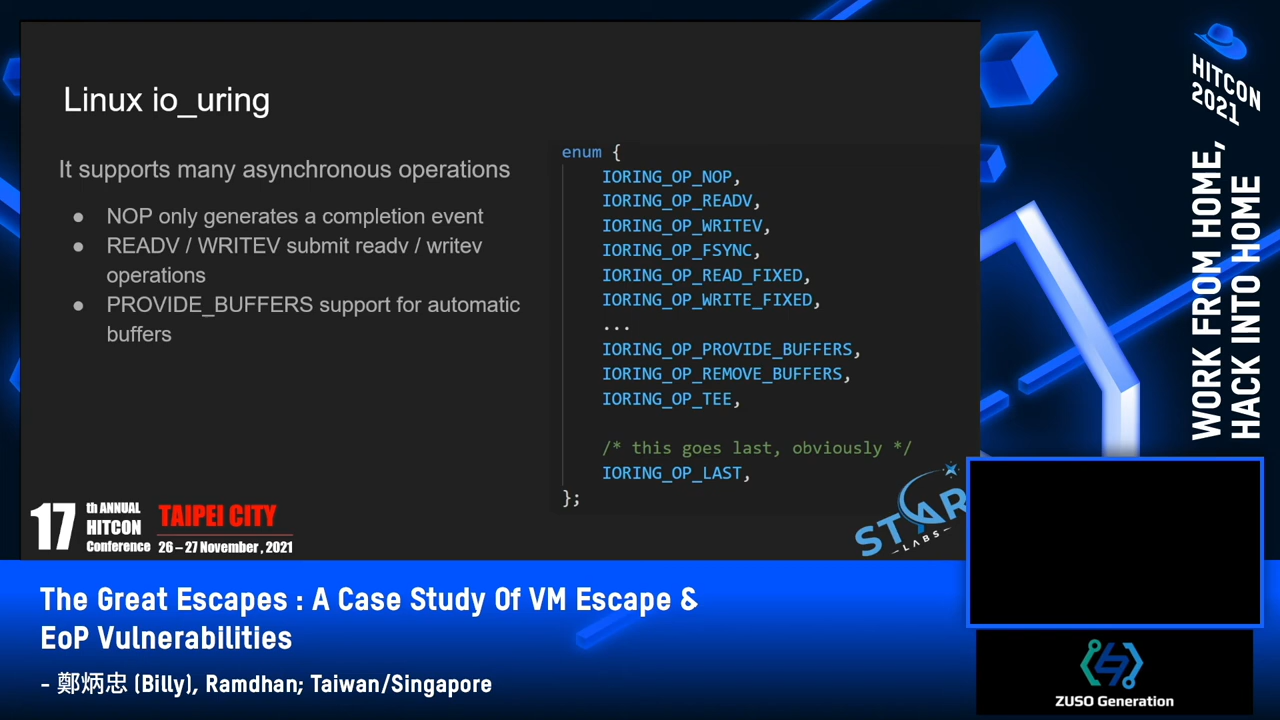 Linux io_uring
It supports many asynchronous operations
● NOP only generates a completion event
● READV / WRITEV submit readv / writev
operations
● PROVIDE_BUFFERS support for automatic
buffers
enum {
IORING_OP_NOP,
IORING_OP_READV,
IORING_OP_WRITEV,
IORING_OP_FSYNC,
IORING_OP_READ_FIXED,
IORING_OP_WRITE_FIXED,
...
IORING_OP_PROVIDE_BUFFERS,
IORING_OP_REMOVE_BUFFERS,
IORING_OP_TEE,
/* this goes last, obviously */
IORING_OP_LAST,
};
17
th ANNUAL
HITCON
Conference
TAIPEI CITY
26 – 27 November , 2021
STAR
LABS
HITCON
2021
WORK FROM HOME,
HACK INTO HOME
The Great Escapes : A Case Study Of VM Escape &
EoP Vulnerabilities
- 鄭炳忠 (Billy), Ramdhan; Taiwan/Singapore
ZUSO Generation